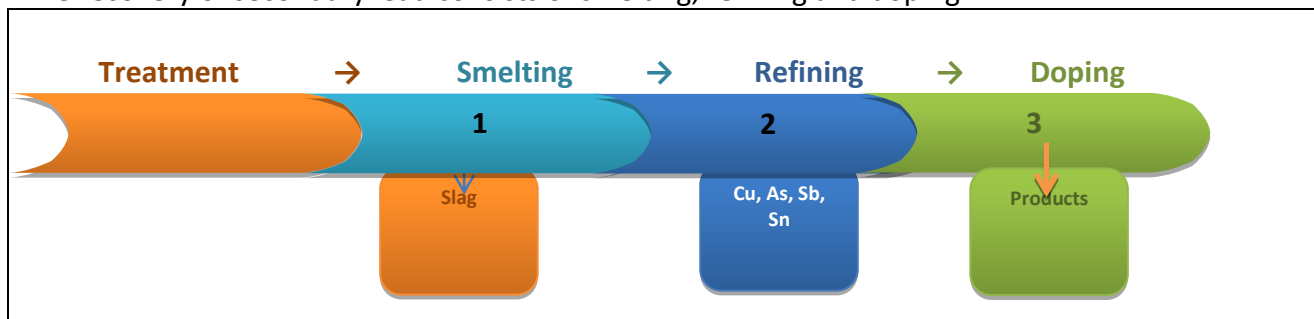 Treatment → Smelting → Refining → Doping
1 2 3
Slag Cu, As, Sb, Products
Sn